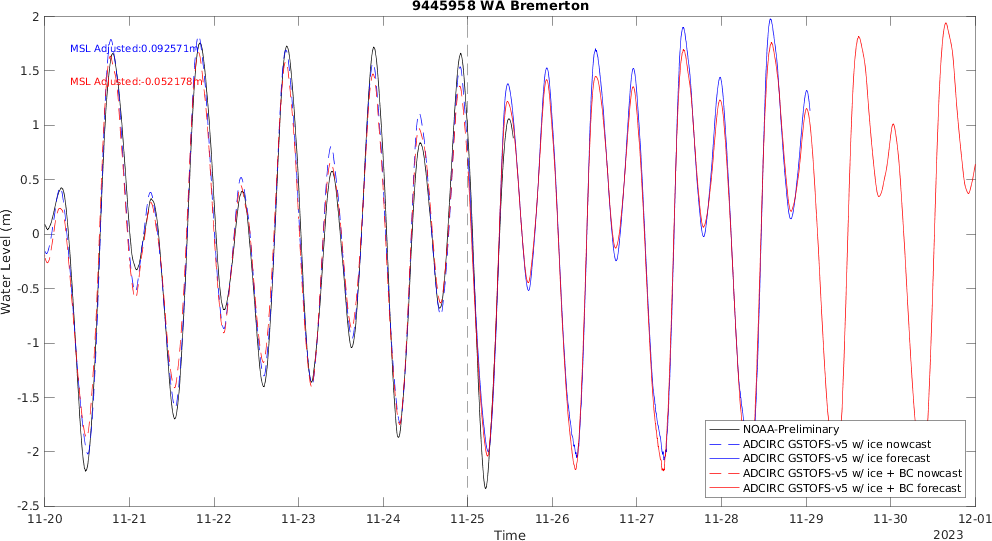 9445958 WA Bremerton
MSL Adjusted:0.092571m
MSL Adjusted:-0.052178m
Water Level (m)
2
1.5
1
0.5
0
-0.5
-1
-1.5
-2
-2.5
NOAA-Preliminary
ADCIRC GSTOFS-v5 w/ ice nowcast
ADCIRC GSTOFS-v5 w/ ice forecast
ADCIRC GSTOFS-v5 w/ ice + BC nowcast
ADCIRC GSTOFS-v5 w/ ice + BC forecast
11-20 11-21 11-22 11-23 11-24 11-25 11-26 11-27 11-28 11-29 11-30 12-01
Time
2023